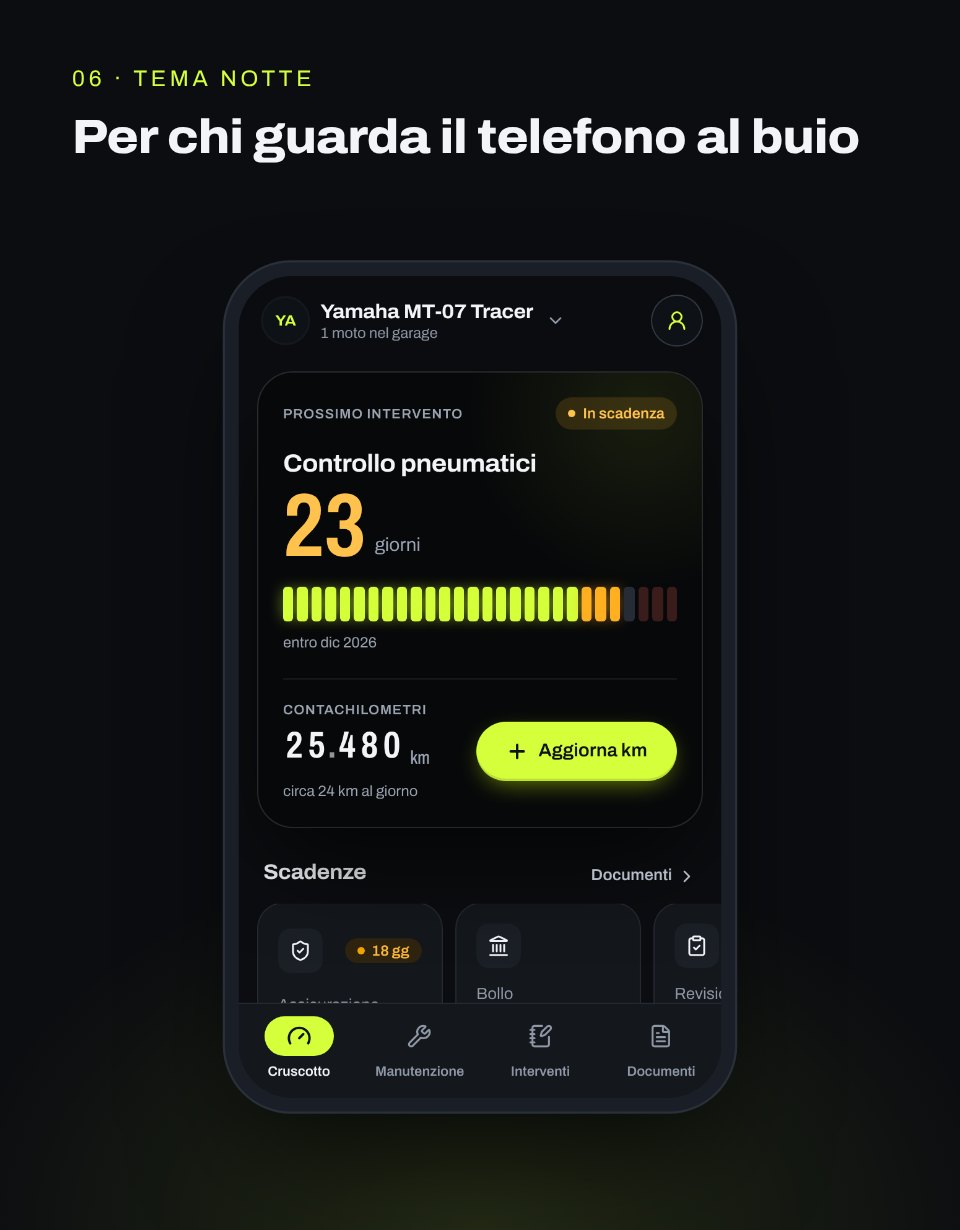 06 · TEMA NOTTE
Per chi guarda il telefono al buio
YA
Yamaha MT-07 Tracer
1 moto nel garage
PROSSIMO INTERVENTO
In scadenza
Controllo pneumatici
23 giorni
entro dic 2026
CONTACHILOMETRI
25.480 km
Aggiorna km
circa 24 km al giorno
Scadenze
Documenti
18 gg
Bollo
Cruscotto
Manutenzione
Interventi
Documenti